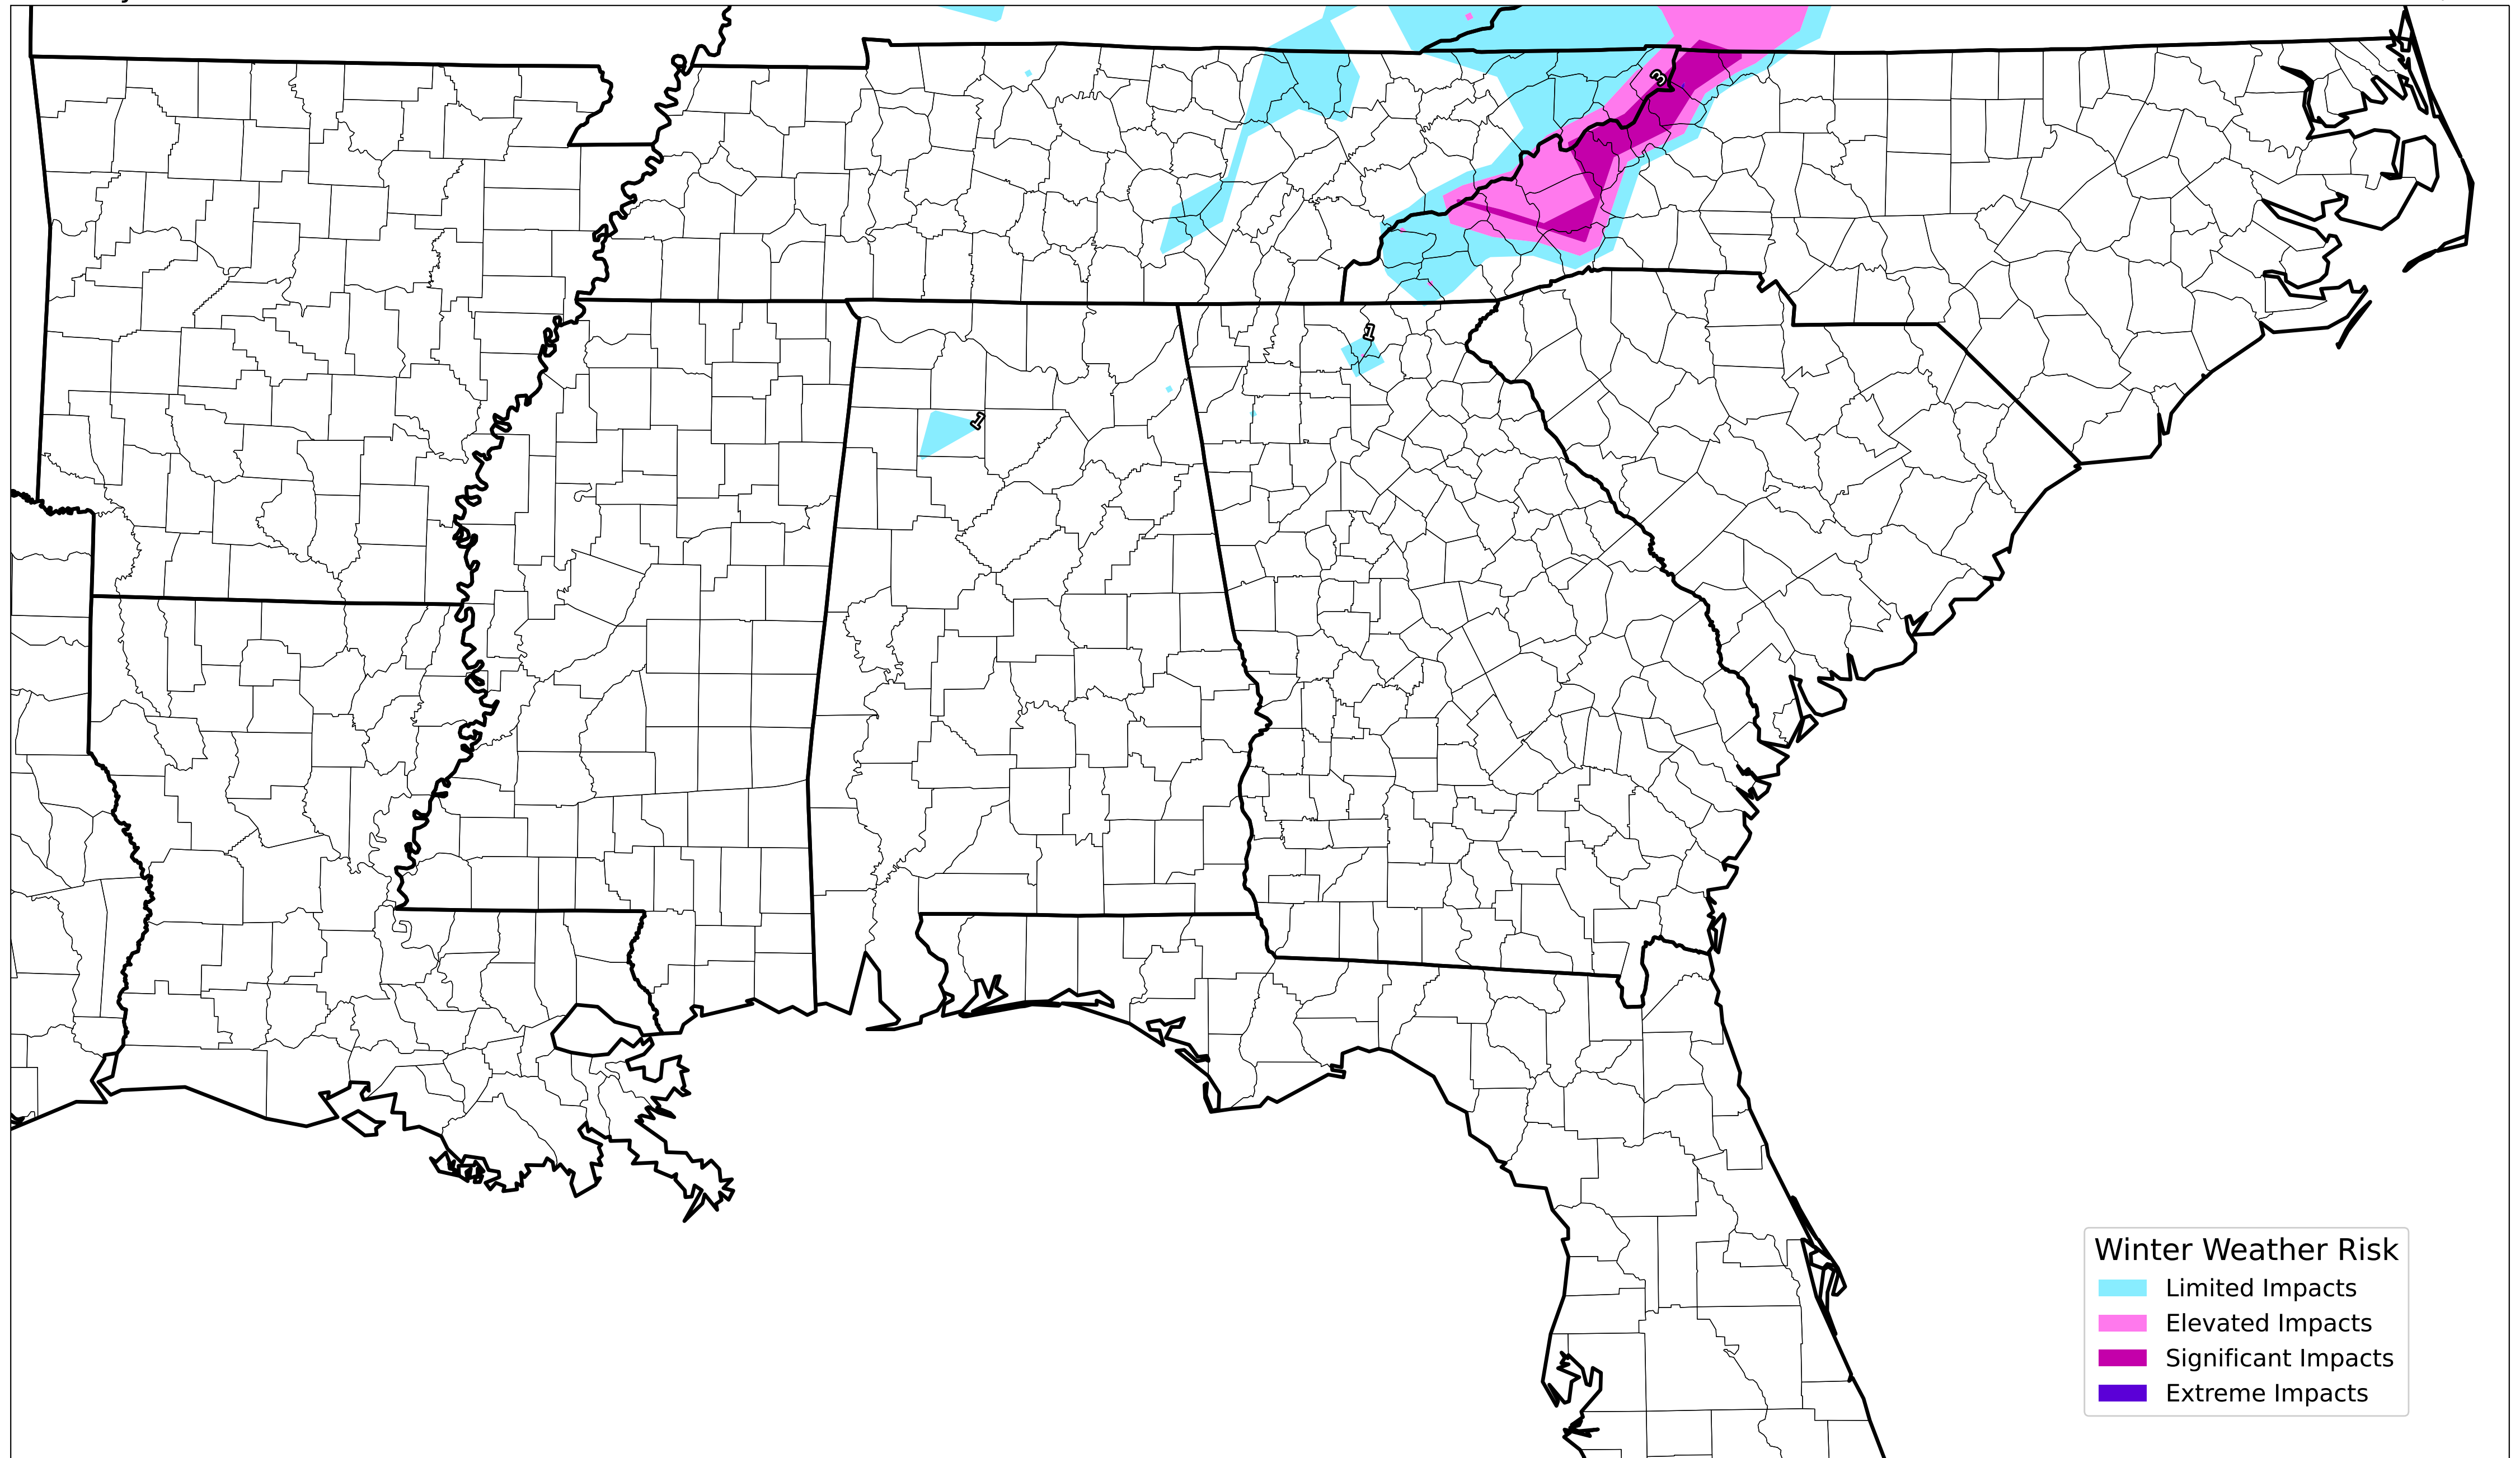 3
1
1
Winter Weather Risk
Limited Impacts
Elevated Impacts
Significant Impacts
Extreme Impacts